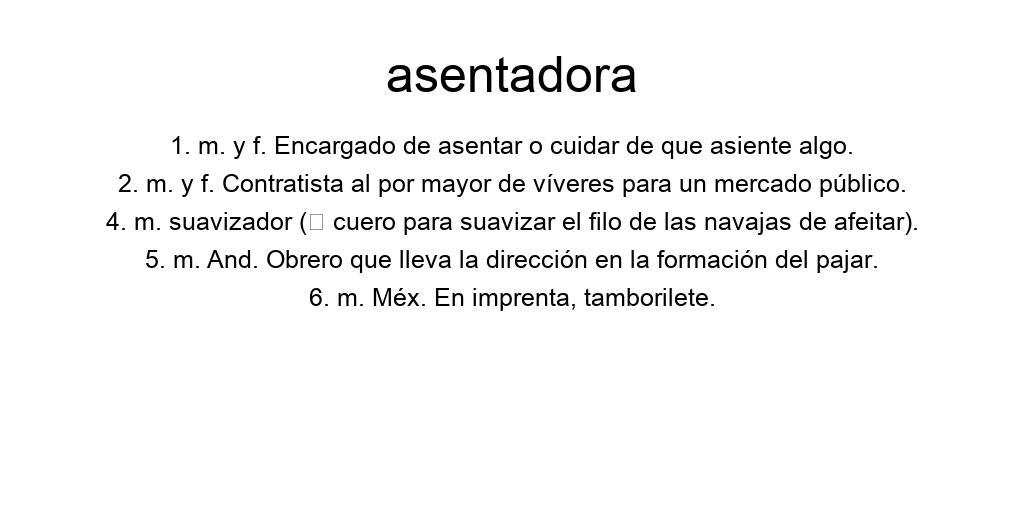 asentadora
1. m. y f. Encargado de asentar o cuidar de que asiente algo.
2. m. y f. Contratista al por mayor de víveres para un mercado público.
4. m. suavizador (□ cuero para suavizar el filo de las navajas de afeitar).
5. m. And. Obrero que lleva la dirección en la formación del pajar.
6. m. Méx. En imprenta, tamborilete.